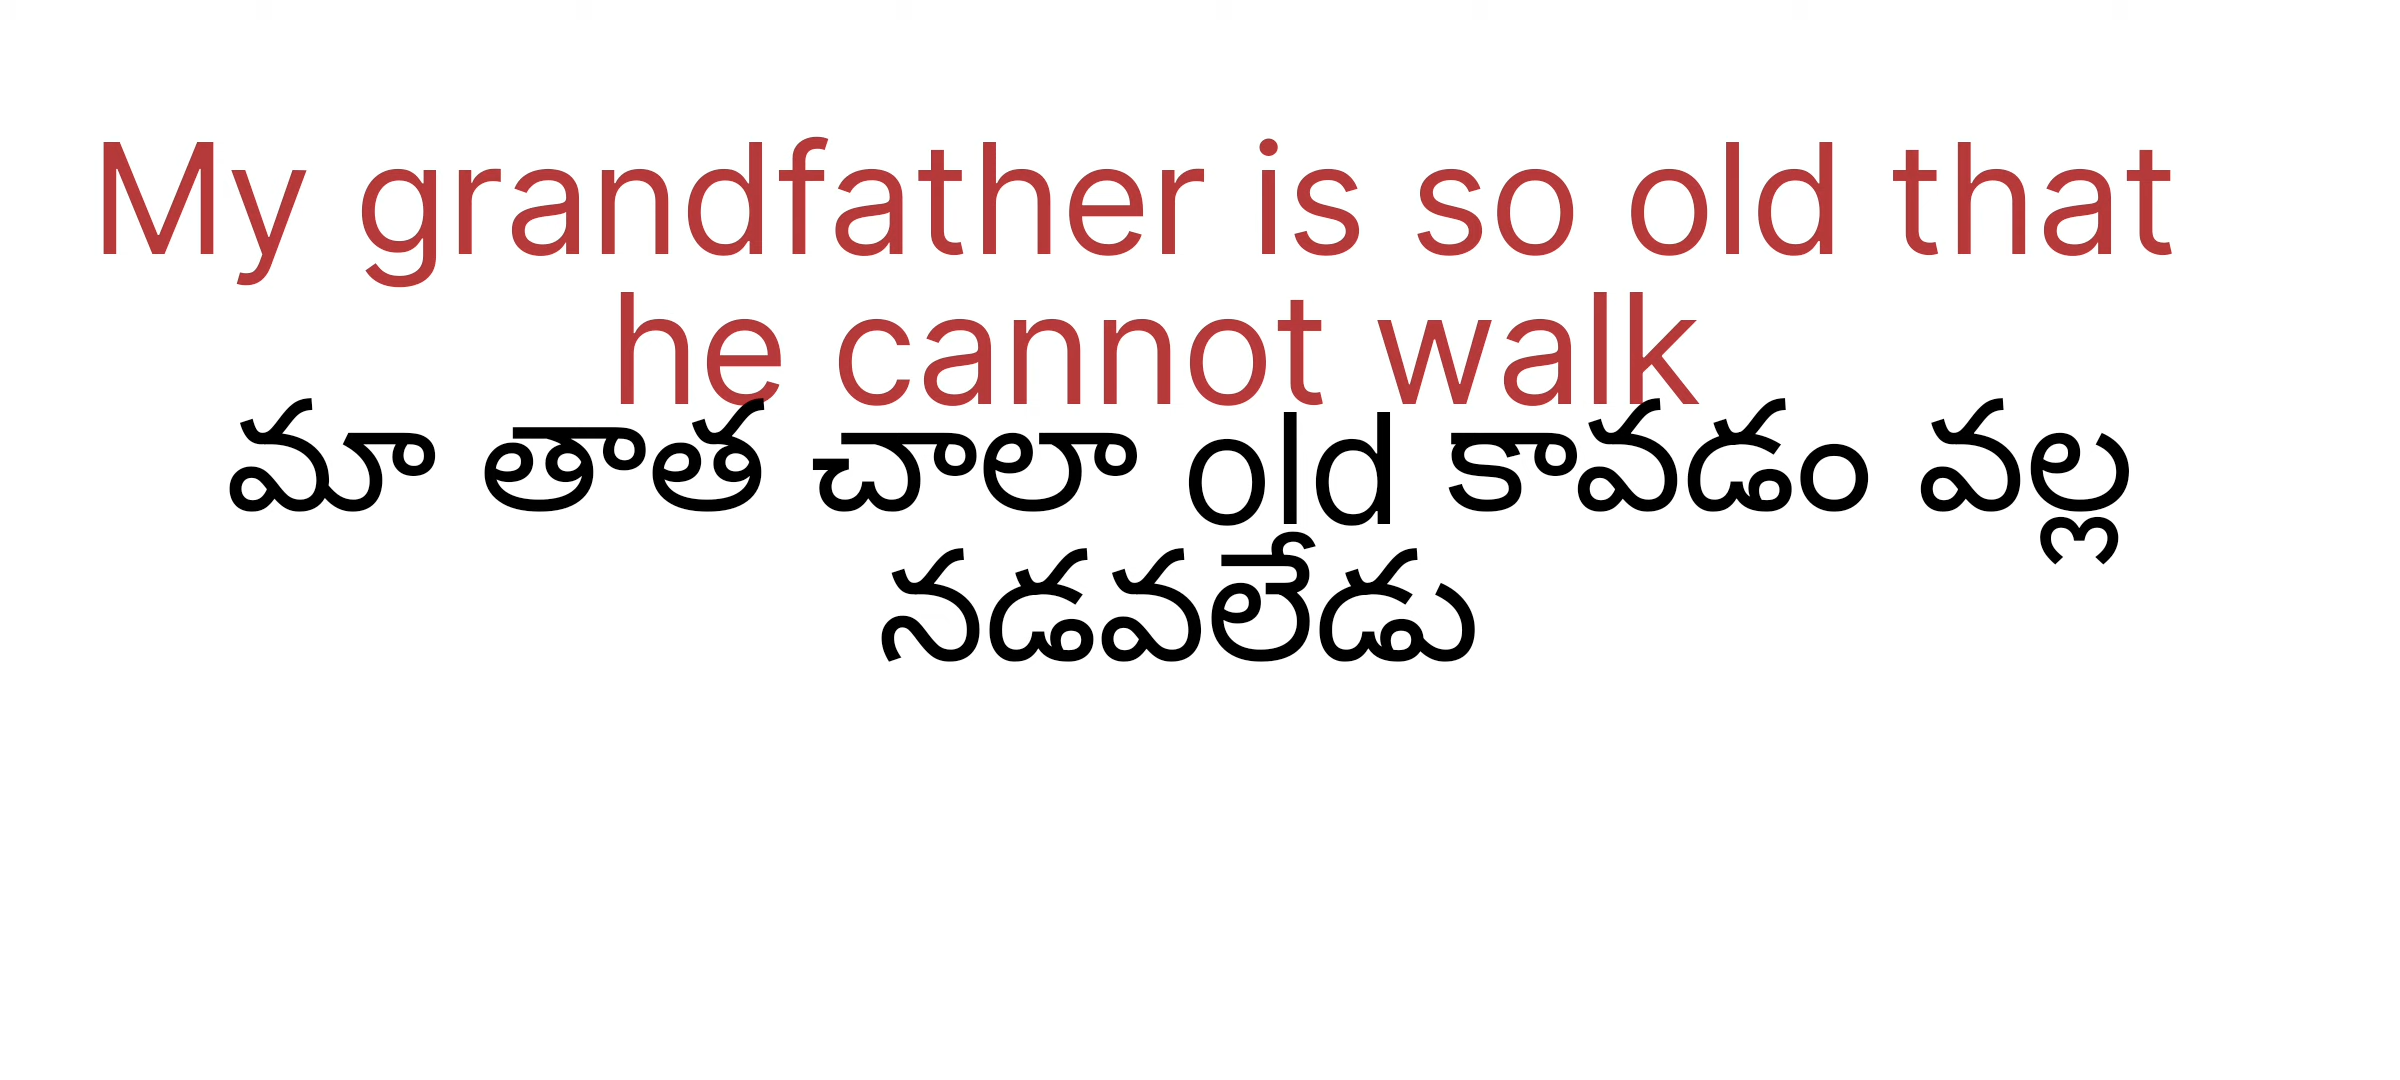 My grandfather is so old that
he cannot walk
మా తాత చాలా old కావడం వల్ల
నడవలేడు